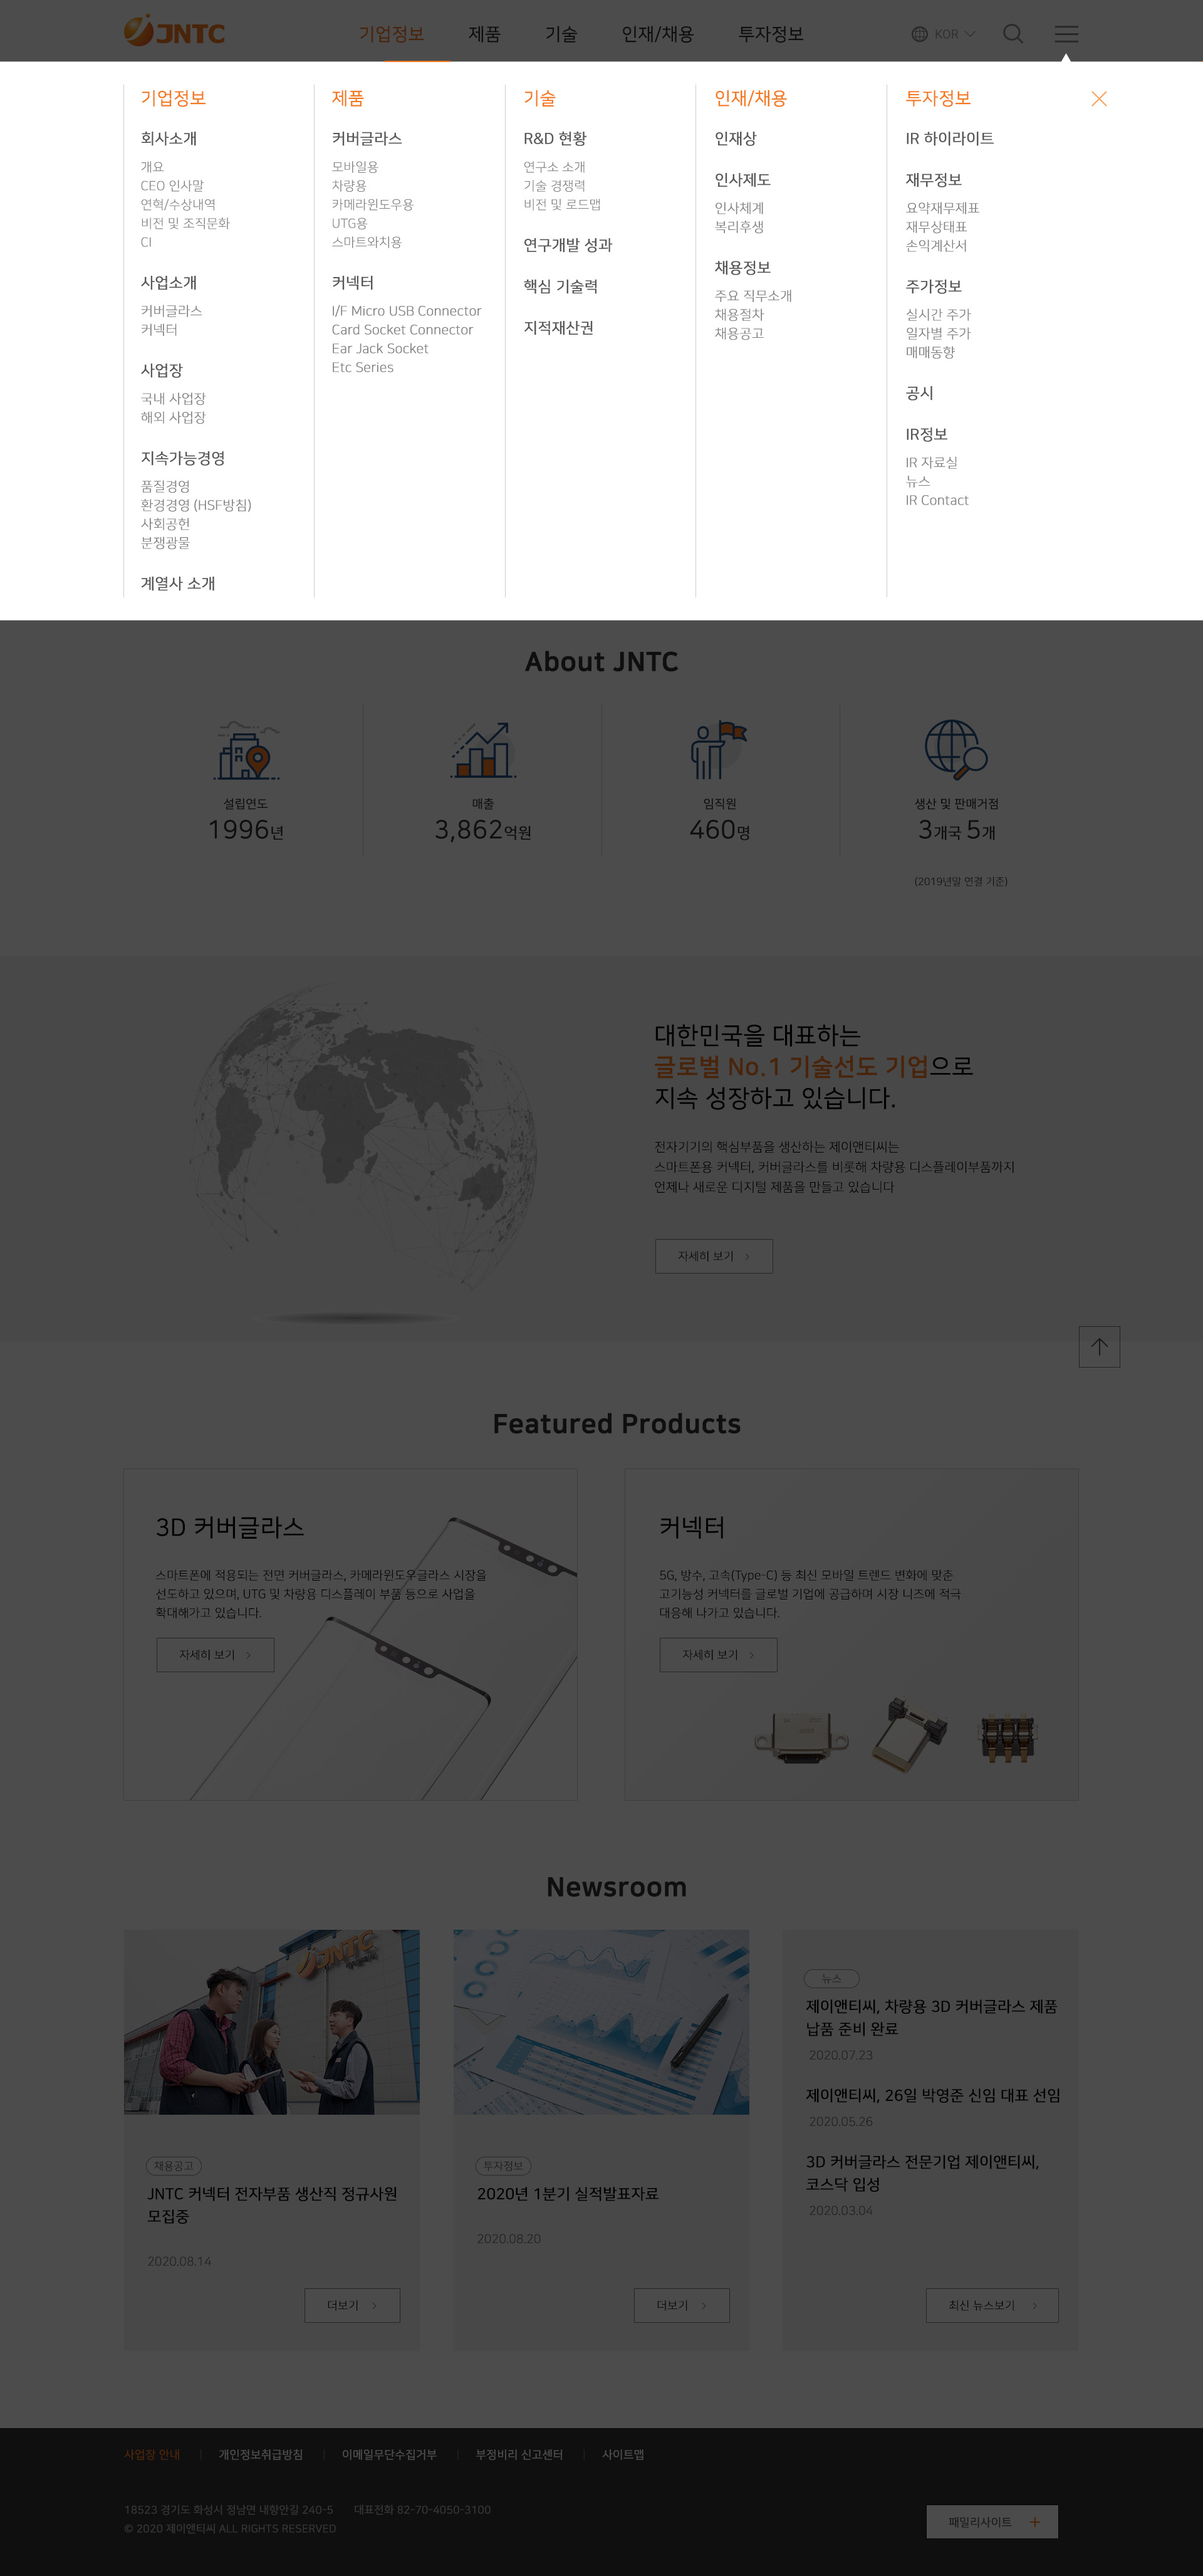 JNTC
기업정보 제품 기술 인재/채용 투자정보 KOR
기업정보
회사소개
개요
CEO 인사말
연혁/수상내역
비전 및 조직문화
CI
사업소개
커버글라스
커넥터
사업장
국내 사업장
해외 사업장
지속가능경영
품질경영
환경경영 (HSF방침)
사회공헌
분쟁광물
계열사 소개
제품
커버글라스
모바일용
차량용
카메라윈도우용
UTG용
스마트와치용
커넥터
I/F Micro USB Connector
Card Socket Connector
Ear Jack Socket
Etc Series
기술
R&D 현황
연구소 소개
기술 경쟁력
비전 및 로드맵
연구개발 성과
핵심 기술력
지적재산권
인재/채용
인재상
인사제도
인사체계
복리후생
채용정보
주요 직무소개
채용절차
채용공고
투자정보
IR 하이라이트
재무정보
요약재무제표
재무상태표
손익계산서
주가정보
실시간 주가
일자별 주가
매매동향
공시
IR정보
IR 자료실
뉴스
IR Contact
About JNTC
설립연도
1996년
매출
3,862억원
임직원
460명
생산 및 판매거점
3개국 5개
(2019년말 연결 기준)
대한민국을 대표하는
글로벌 No.1 기술선도 기업으로
지속 성장하고 있습니다.
전자기기의 핵심부품을 생산하는 제이앤티씨는
스마트폰용 커넥터, 커버글라스를 비롯해 차량용 디스플레이부품까지
언제나 새로운 디지털 제품을 만들고 있습니다
자세히 보기
Featured Products
3D 커버글라스
스마트폰에 적용되는 전면 커버글라스, 카메라윈도우글라스 시장을
선도하고 있으며, UTG 및 차량용 디스플레이 부품 등으로 사업을
확대해가고 있습니다.
자세히 보기
커넥터
5G, 방수, 고속(Type-C) 등 최신 모바일 트렌드 변화에 맞춘
고기능성 커넥터를 글로벌 기업에 공급하며 시장 니즈에 적극
대응해 나가고 있습니다.
자세히 보기
Newsroom
JNTC
채용공고
JNTC 커넥터 전자부품 생산직 정규사원
모집중
2020.08.14
더보기
투자정보
2020년 1분기 실적발표자료
2020.08.20
더보기
뉴스
제이앤티씨, 차량용 3D 커버글라스 제품
납품 준비 완료
2020.07.23
제이앤티씨, 26일 박영준 신임 대표 선임
2020.05.26
3D 커버글라스 전문기업 제이앤티씨,
코스닥 입성
2020.03.04
최신 뉴스보기
사업장 안내 개인정보취급방침 이메일무단수집거부 부정비리 신고센터 사이트맵
18523 경기도 화성시 정남면 내향안길 240-5 대표전화 82-70-4050-3100
© 2020 제이앤티씨 ALL RIGHTS RESERVED
패밀리사이트